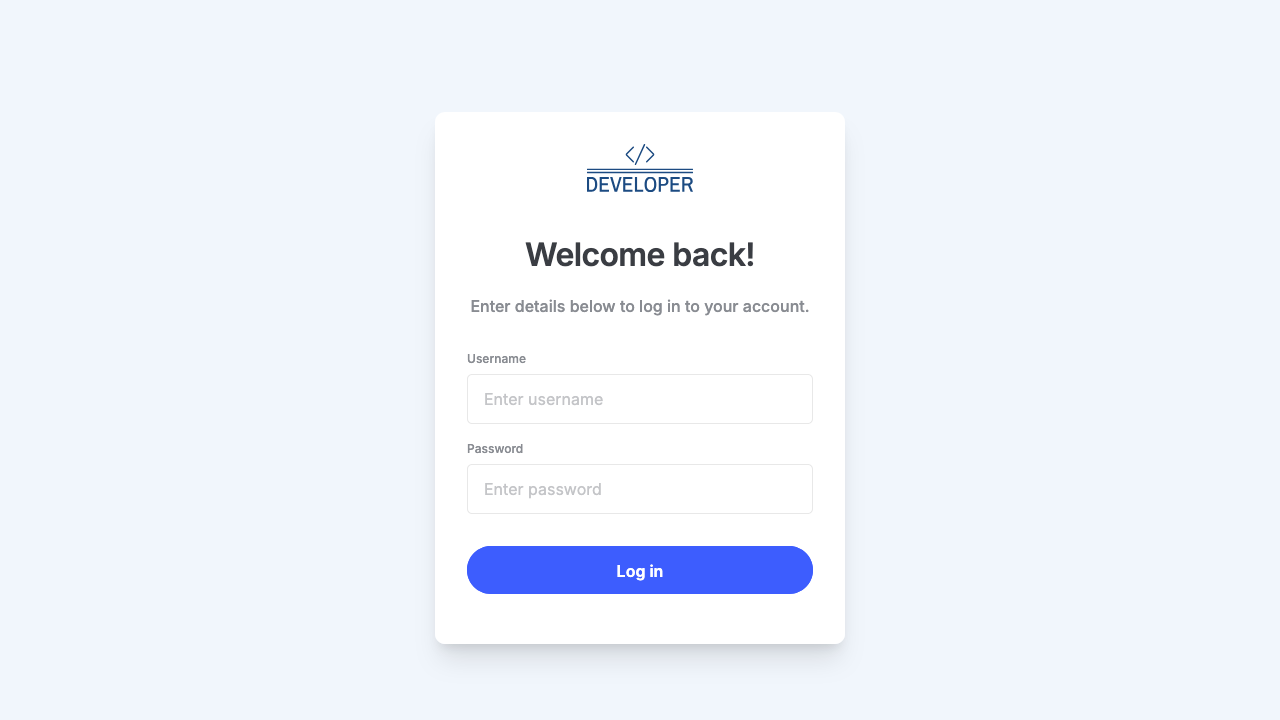 </>
DEVELOPER
Welcome back!
Enter details below to log in to your account.
Username
Enter username
Password
Enter password
Log in